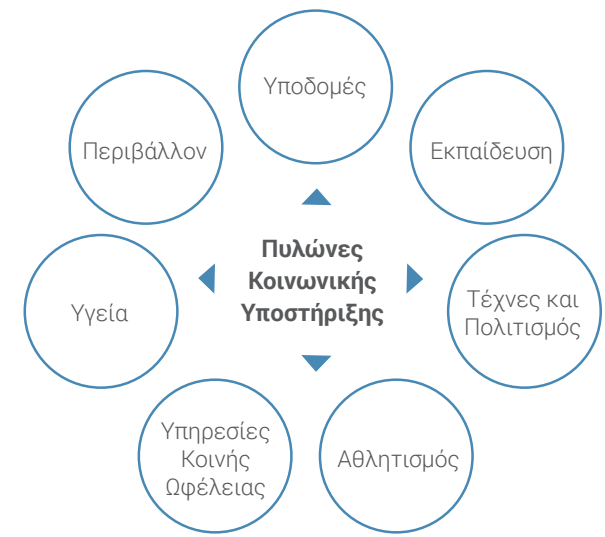 Υποδομές
Περιβάλλον
Εκπαίδευση
Πυλώνες
Κοινωνικής
Υποστήριξης
Υγεία
Τέχνες και
Πολιτισμός
Υπηρεσίες
Κοινής
Ωφέλειας
Αθλητισμός